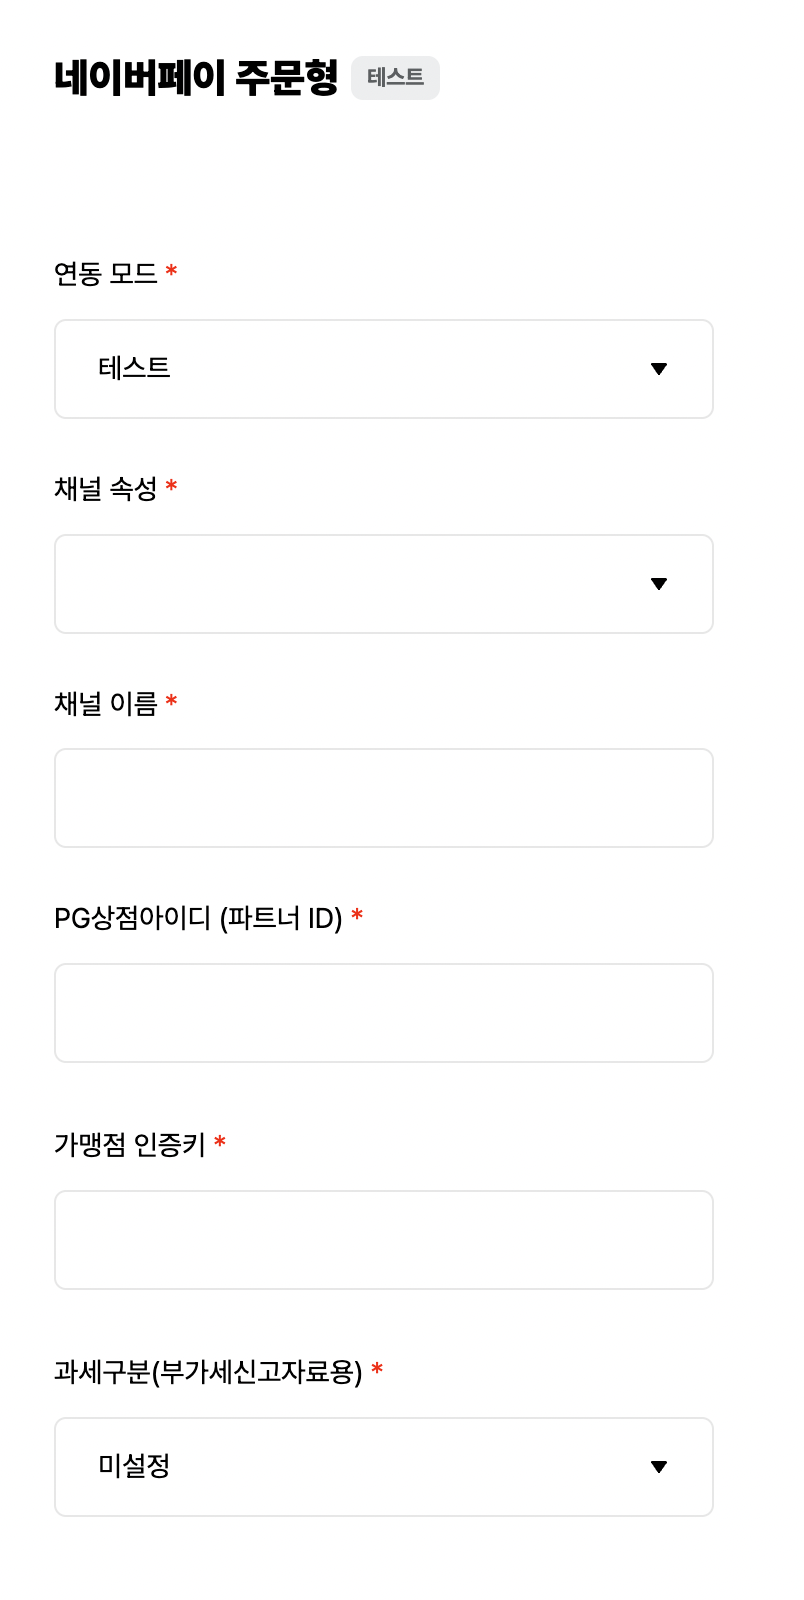 네이버페이 주문형 테스트
연동 모드 *
테스트
채널 속성 *
채널 이름 *
PG상점아이디 (파트너 ID) *
가맹점 인증키 *
과세구분(부가세신고자료용) *
미설정